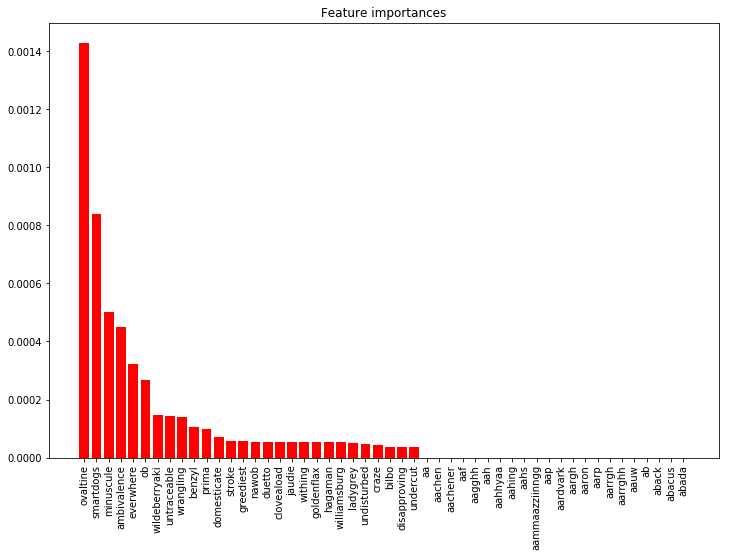 Feature importances
0.0014
0.0012
0.0010
0.0008
0.0006
0.0004
0.0002
0.0000
ovaltine
smartdogs
minuscule
ambivalence
everwhere
ob
wildeberryaki
untraceable
wrangling
benzyl
prima
domesticate
stroke
greediest
nawob
duetto
cloveaload
jaudie
withing
goldenflax
hagaman
williamsburg
ladygrey
undisturbed
craze
bilbo
disapproving
undercut
aa
aachen
aachener
aaf
aagghh
aah
aahhyaa
aahing
aahs
aammaazziinngg
aap
aardvark
aargh
aaron
aarp
aarrgh
aarrghh
aauw
ab
aback
abacus
abada